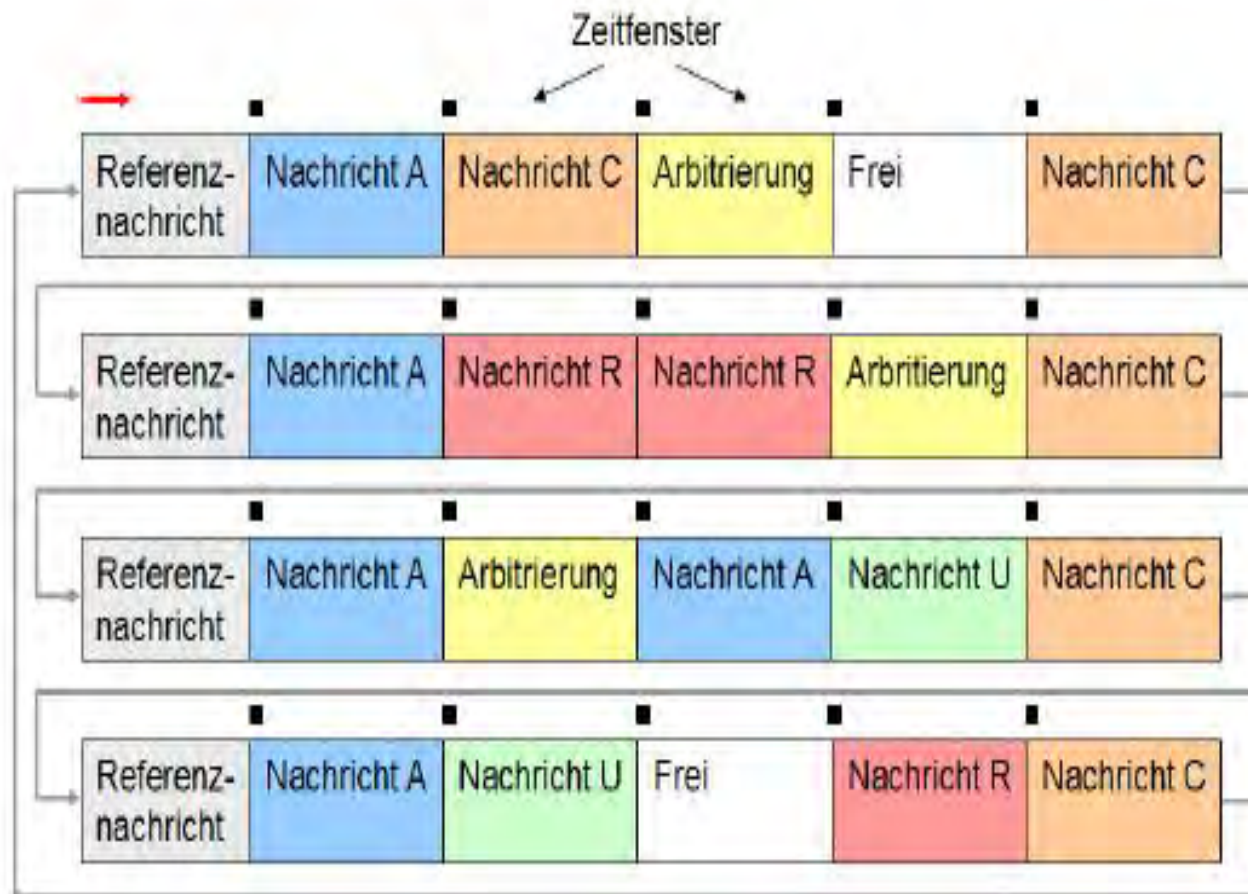 Zeitfenster
Referenz-
nachricht
Nachricht A
Nachricht C
Arbitrierung
Frei
Nachricht C
Referenz-
nachricht
Nachricht A
Nachricht R
Nachricht R
Arbritierung
Nachricht C
Referenz-
nachricht
Nachricht A
Arbitrierung
Nachricht A
Nachricht U
Nachricht C
Referenz-
nachricht
Nachricht A
Nachricht U
Frei
Nachricht R
Nachricht C